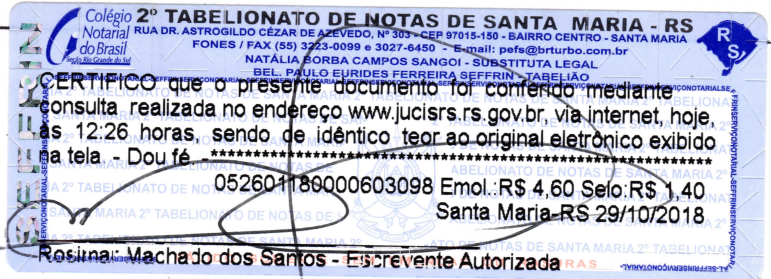 Colégio
Notarial
do Brasil
Seção Rio Grande do Sul
2º TABELIONATO DE NOTAS DE SANTA MARIA - RS
RUA DR. ASTROGILDO CÉZAR DE AZEVEDO, Nº 303 - CEP 97015-150 - BAIRRO CENTRO - SANTA MARIA
FONES / FAX (55) 3223-0099 e 3027-6450 - E-mail: pefs@brturbo.com.br
NATÁLIA BORBA CAMPOS SANGOI - SUBSTITUTA LEGAL
BEL. PAULO EURIDES FERREIRA SEFFRIN - TABELIÃO
RS
CERTIFICO que o presente documento foi conferido mediante
consulta realizada no endereço www.jucisrs.rs.gov.br, via internet, hoje,
às 12:26 horas, sendo de idêntico teor ao original eletrônico exibido
na tela. - Dou fé. -
052601180000603098 Emol.:R$ 4,60 Selo:R$ 1,40
Santa Maria-RS 29/10/2018
Rosimar Machado dos Santos - Escrevente Autorizada